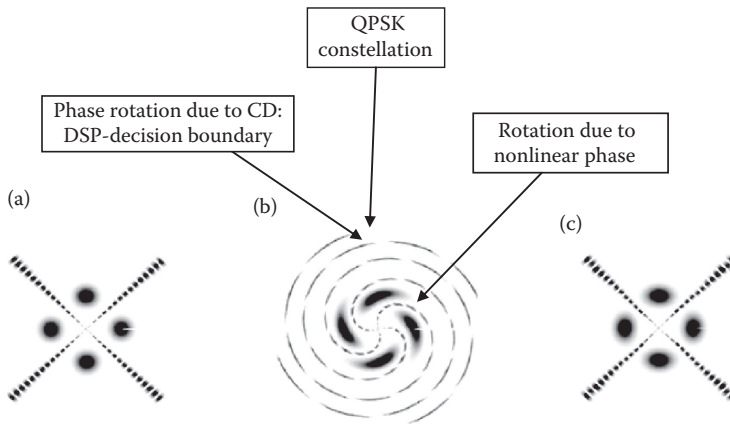 QPSK
constellation
Phase rotation due to CD:
DSP-decision boundary
Rotation due to
nonlinear phase
(a)
(b)
(c)